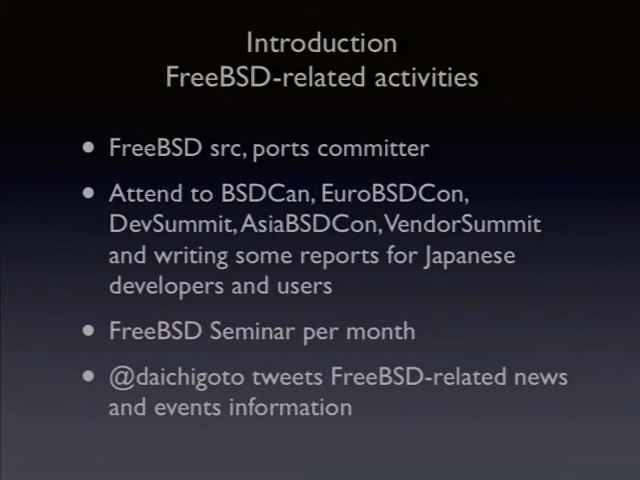 Introduction
FreeBSD-related activities
• FreeBSD src, ports committer
• Attend to BSDCan, EuroBSDCon,
DevSummit, AsiaBSDCon, VendorSummit
and writing some reports for Japanese
developers and users
• FreeBSD Seminar per month
• @daichigoto tweets FreeBSD-related news
and events information